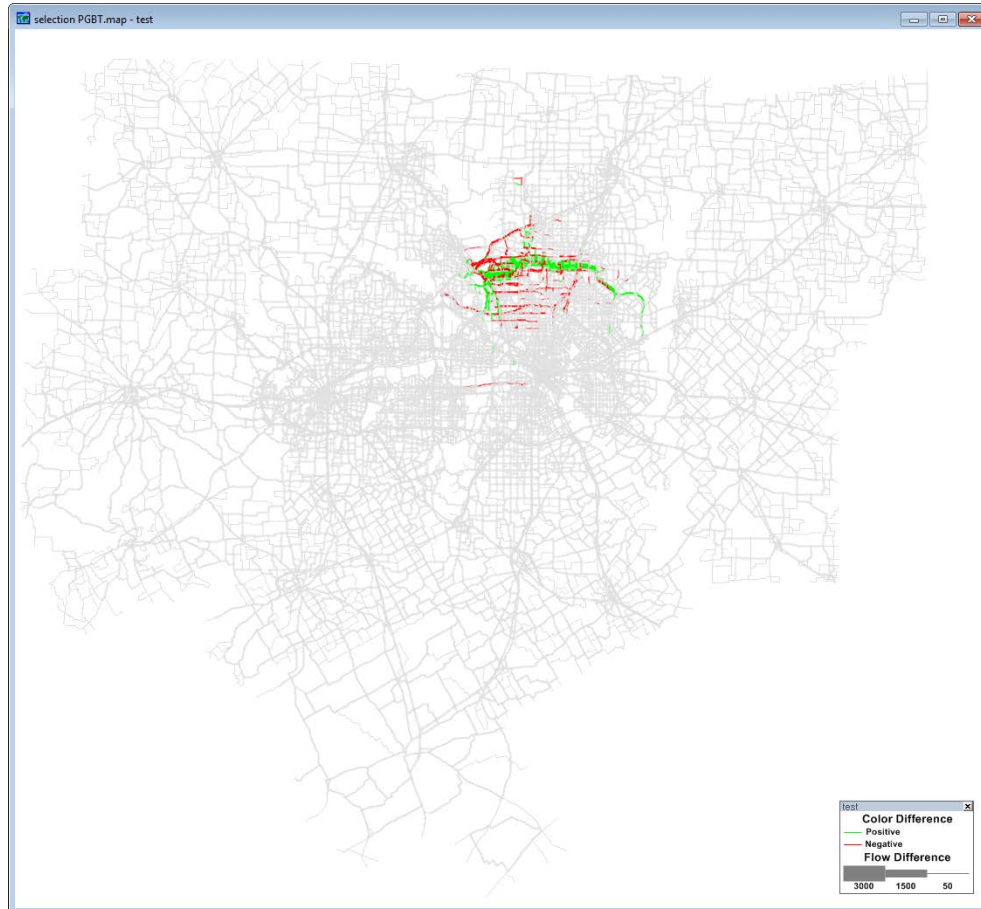 selection PGBT.map - test
test
Color Difference
Positive
Negative
Flow Difference
3000 1500 50